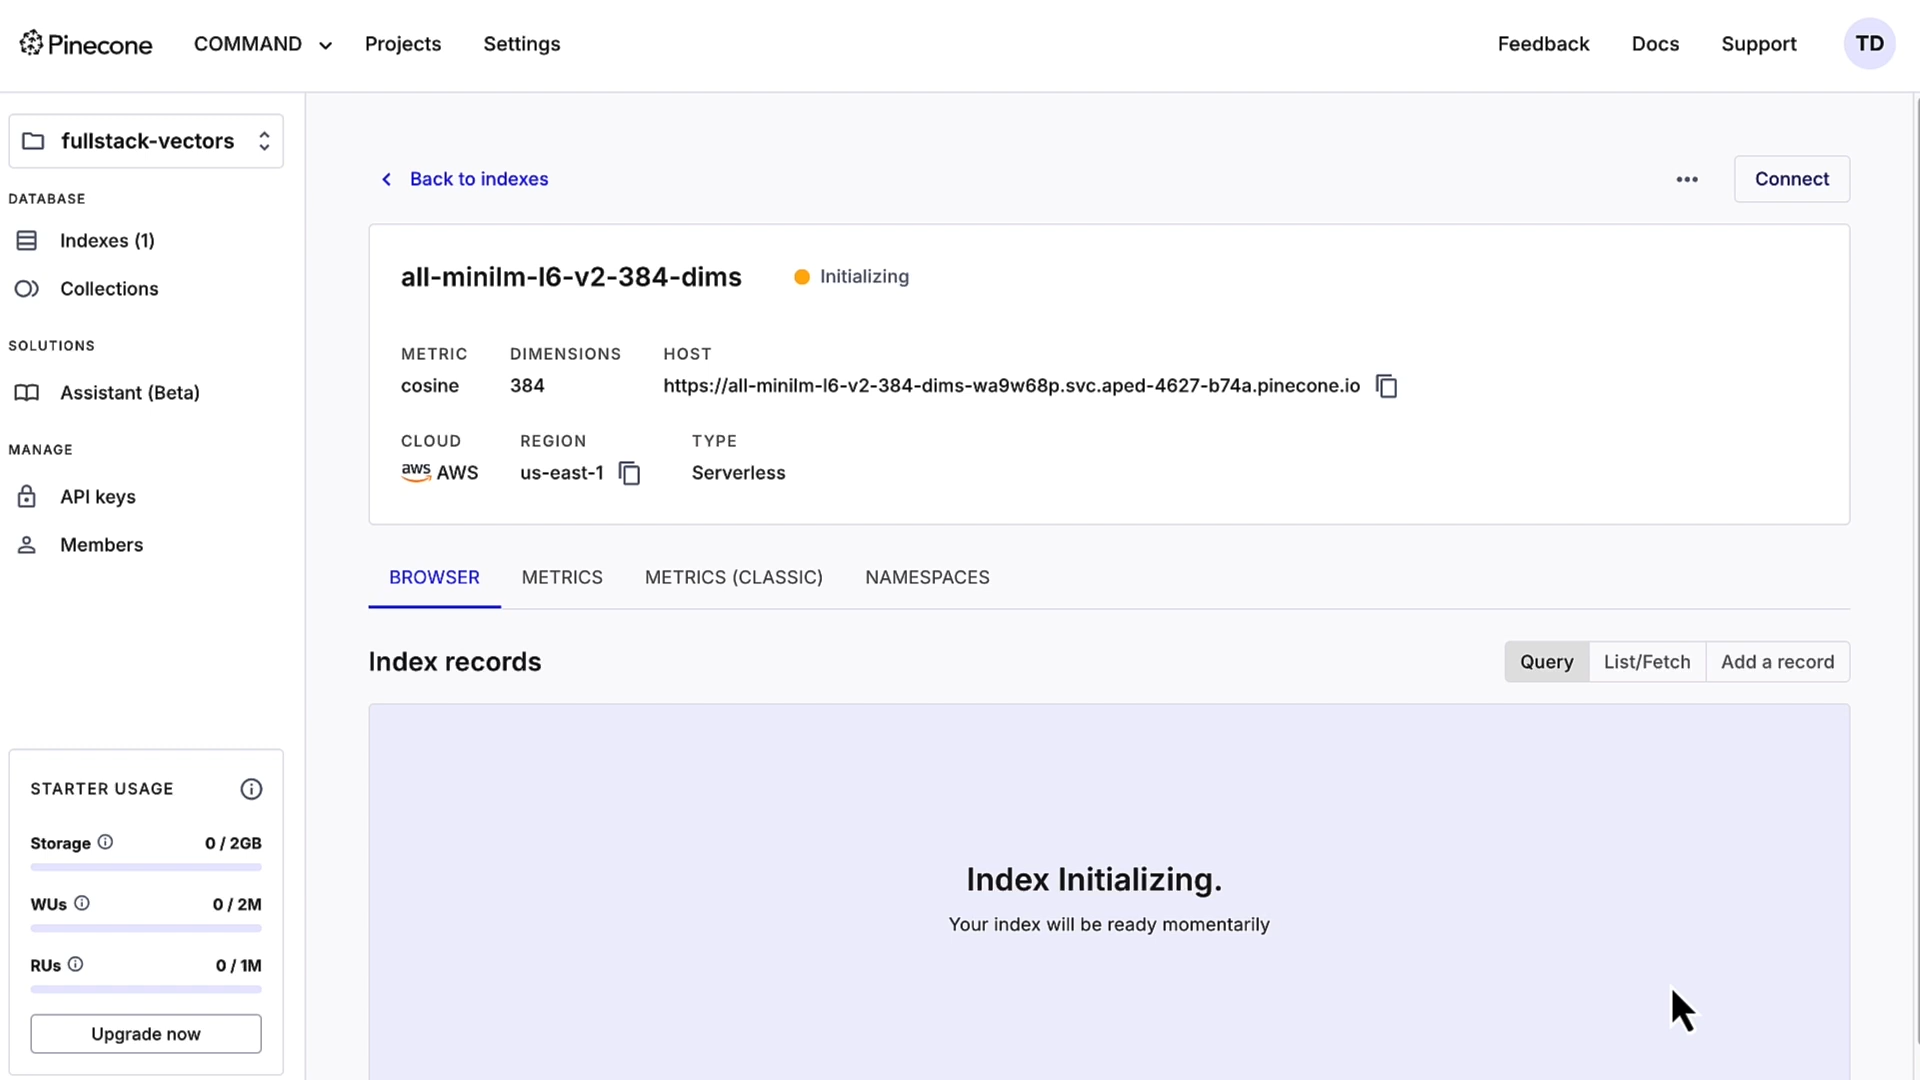 Pinecone COMMAND Projects Settings Feedback Docs Support TD
fullstack-vectors
DATABASE
Indexes (1)
Collections
SOLUTIONS
Assistant (Beta)
MANAGE
API keys
Members
STARTER USAGE
Storage 0 / 2GB
WUs 0 / 2M
RUs 0 / 1M
Upgrade now
Back to indexes
Connect
all-minilm-l6-v2-384-dims Initializing
METRIC DIMENSIONS HOST
cosine 384 https://all-minilm-l6-v2-384-dims-wa9w68p.svc.aped-4627-b74a.pinecone.io
CLOUD REGION TYPE
aws AWS us-east-1 Serverless
BROWSER METRICS METRICS (CLASSIC) NAMESPACES
Index records Query List/Fetch Add a record
Index Initializing.
Your index will be ready momentarily